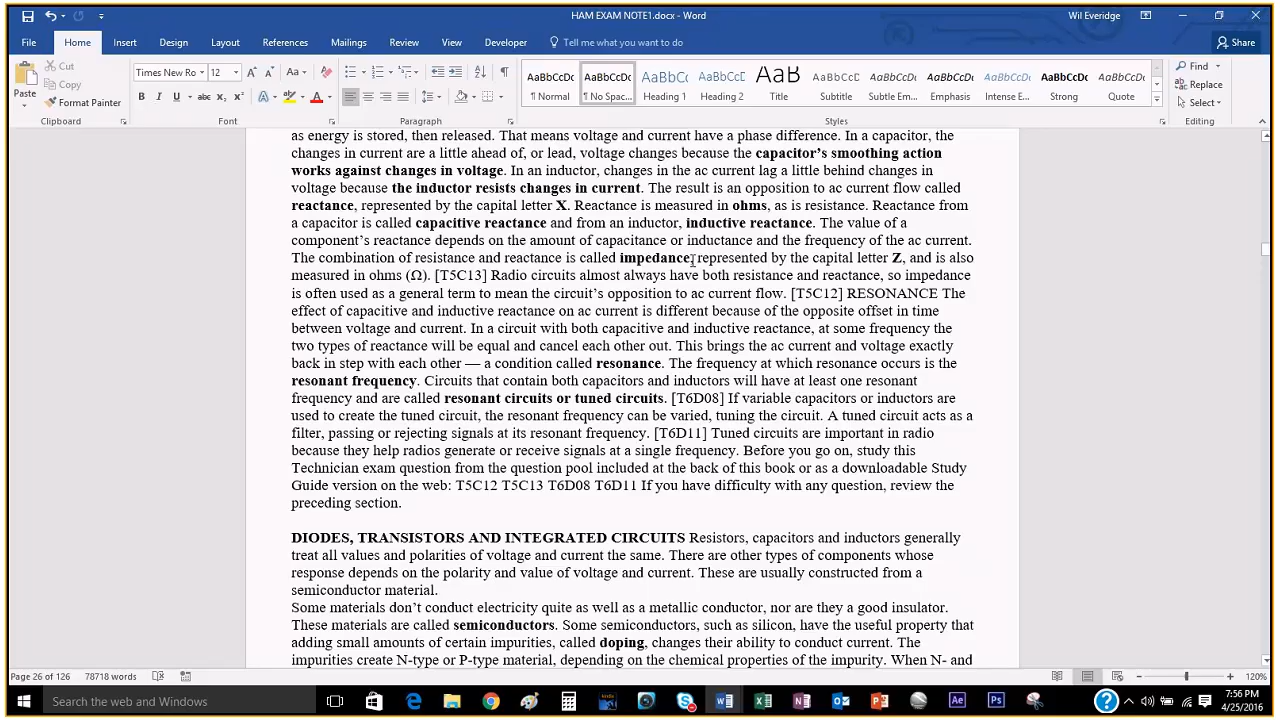 HAM EXAM NOTE1.docx - Word
Wil Everidge
File Home Insert Design Layout References Mailings Review View Developer Tell me what you want to do Share
Paste
Cut
Copy
Format Painter
Clipboard
Times New Ro 12
Font
Paragraph
AaBbCcDc AaBbCcDc AaBbCc AaBbCcC AaB AaBbCcC AaBbCcDc AaBbCcDc AaBbCcDc AaBbCcDc AaBbCcDc
¶ Normal ¶ No Spac... Heading 1 Heading 2 Title Subtitle Subtle Em... Emphasis Intense E... Strong Quote
Styles
Find
Replace
Select
Editing
as energy is stored, then released. That means voltage and current have a phase difference. In a capacitor, the
changes in current are a little ahead of, or lead, voltage changes because the capacitor’s smoothing action
works against changes in voltage. In an inductor, changes in the ac current lag a little behind changes in
voltage because the inductor resists changes in current. The result is an opposition to ac current flow called
reactance, represented by the capital letter X. Reactance is measured in ohms, as is resistance. Reactance from
a capacitor is called capacitive reactance and from an inductor, inductive reactance. The value of a
component’s reactance depends on the amount of capacitance or inductance and the frequency of the ac current.
The combination of resistance and reactance is called impedance represented by the capital letter Z, and is also
measured in ohms (Ω). [T5C13] Radio circuits almost always have both resistance and reactance, so impedance
is often used as a general term to mean the circuit’s opposition to ac current flow. [T5C12] RESONANCE The
effect of capacitive and inductive reactance on ac current is different because of the opposite offset in time
between voltage and current. In a circuit with both capacitive and inductive reactance, at some frequency the
two types of reactance will be equal and cancel each other out. This brings the ac current and voltage exactly
back in step with each other — a condition called resonance. The frequency at which resonance occurs is the
resonant frequency. Circuits that contain both capacitors and inductors will have at least one resonant
frequency and are called resonant circuits or tuned circuits. [T6D08] If variable capacitors or inductors are
used to create the tuned circuit, the resonant frequency can be varied, tuning the circuit. A tuned circuit acts as a
filter, passing or rejecting signals at its resonant frequency. [T6D11] Tuned circuits are important in radio
because they help radios generate or receive signals at a single frequency. Before you go on, study this
Technician exam question from the question pool included at the back of this book or as a downloadable Study
Guide version on the web: T5C12 T5C13 T6D08 T6D11 If you have difficulty with any question, review the
preceding section.
DIODES, TRANSISTORS AND INTEGRATED CIRCUITS Resistors, capacitors and inductors generally
treat all values and polarities of voltage and current the same. There are other types of components whose
response depends on the polarity and value of voltage and current. These are usually constructed from a
semiconductor material.
Some materials don’t conduct electricity quite as well as a metallic conductor, nor are they a good insulator.
These materials are called semiconductors. Some semiconductors, such as silicon, have the useful property that
adding small amounts of certain impurities, called doping, changes their ability to conduct current. The
impurities create N-type or P-type material, depending on the chemical properties of the impurity. When N- and
Page 26 of 126 78718 words
120%
Search the web and Windows
7:56 PM
4/25/2016